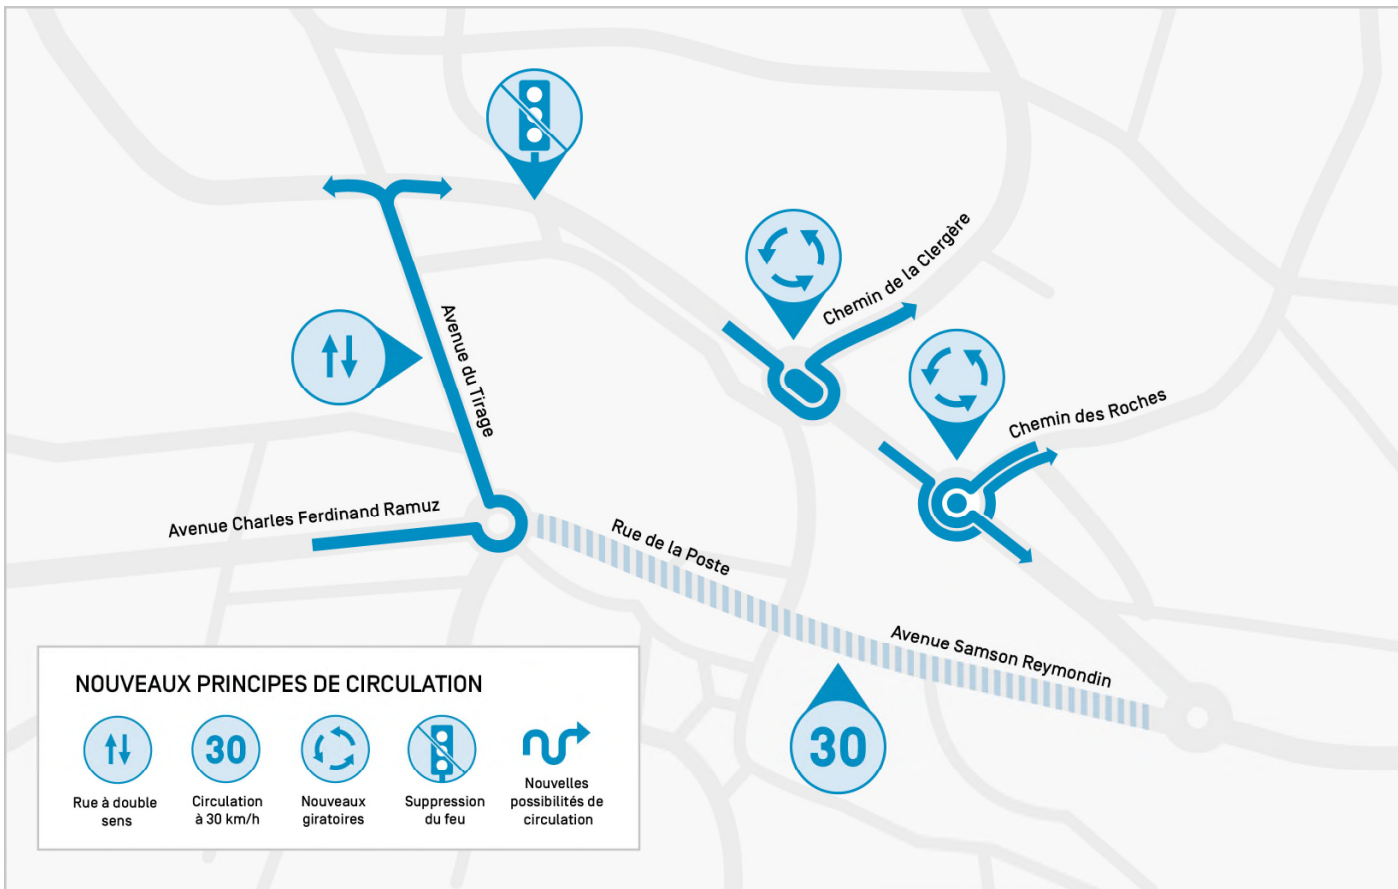 Chemin de la Clergère
Avenue du Tirage
Chemin des Roches
Avenue Charles Ferdinand Ramuz
Rue de la Poste
Avenue Samson Reymondin
30
NOUVEAUX PRINCIPES DE CIRCULATION
30
Rue à double
sens
Circulation
à 30 km/h
Nouveaux
giratoires
Suppression
du feu
Nouvelles
possibilités de
circulation